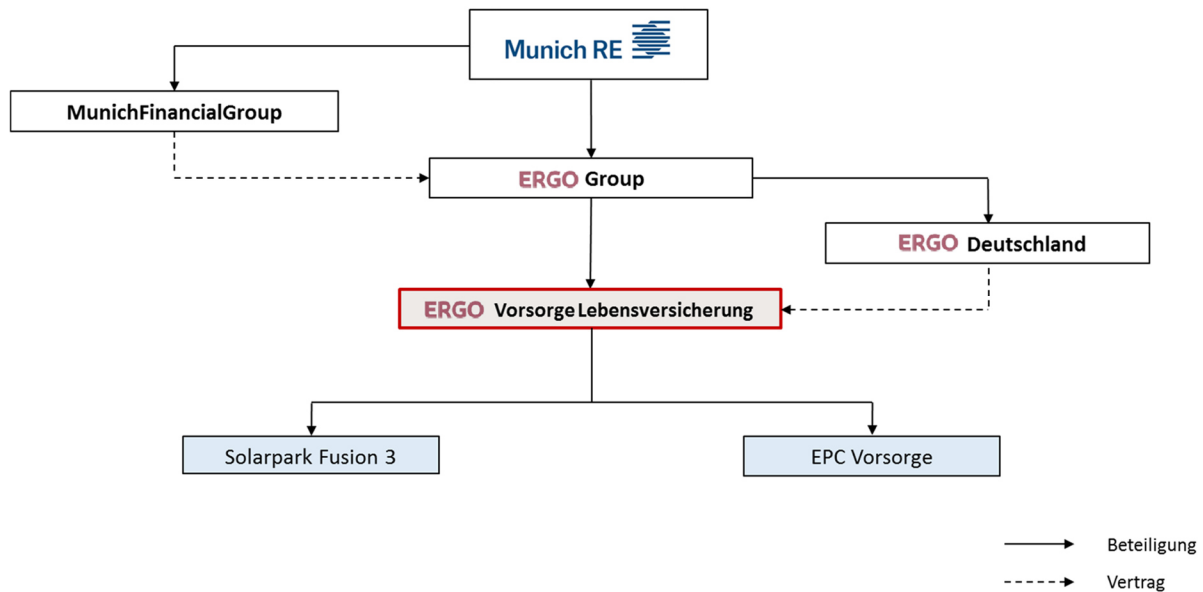 Munich RE
MunichFinancialGroup
ERGO Group
ERGO Deutschland
ERGO Vorsorge Lebensversicherung
Solarpark Fusion 3
EPC Vorsorge
Beteiligung
Vertrag